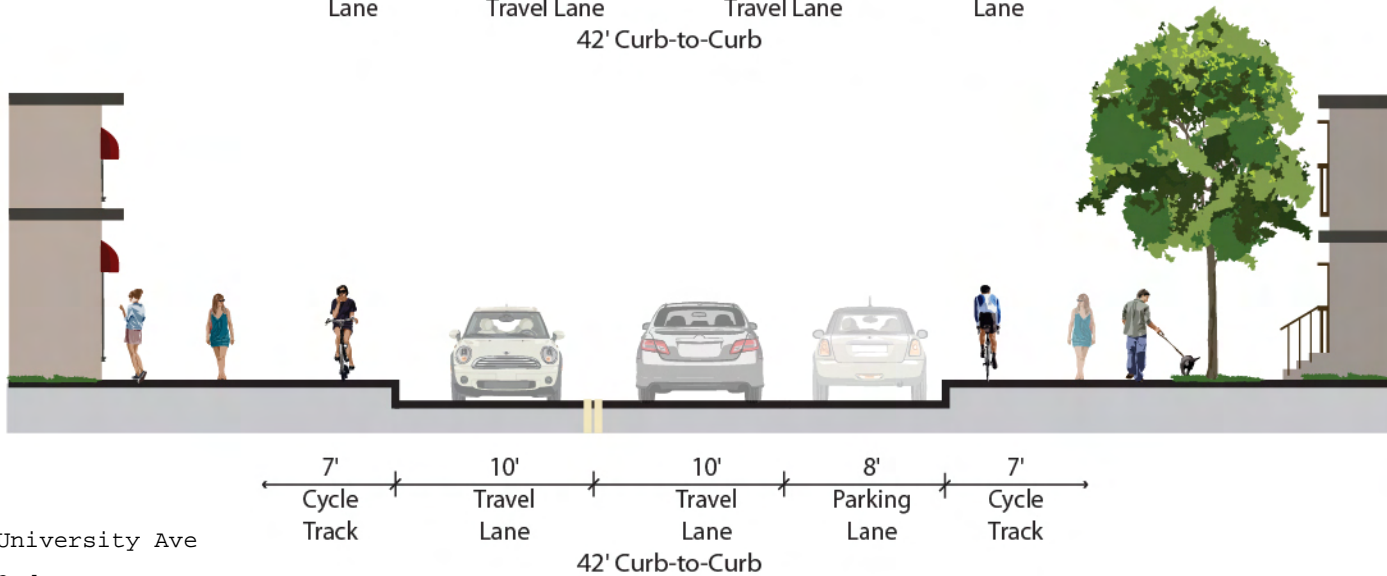 Lane Travel Lane Travel Lane Lane
42' Curb-to-Curb
7' 10' 10' 8' 7'
Cycle Travel Travel Parking Cycle
Track Lane Lane Lane Track
University Ave
42' Curb-to-Curb